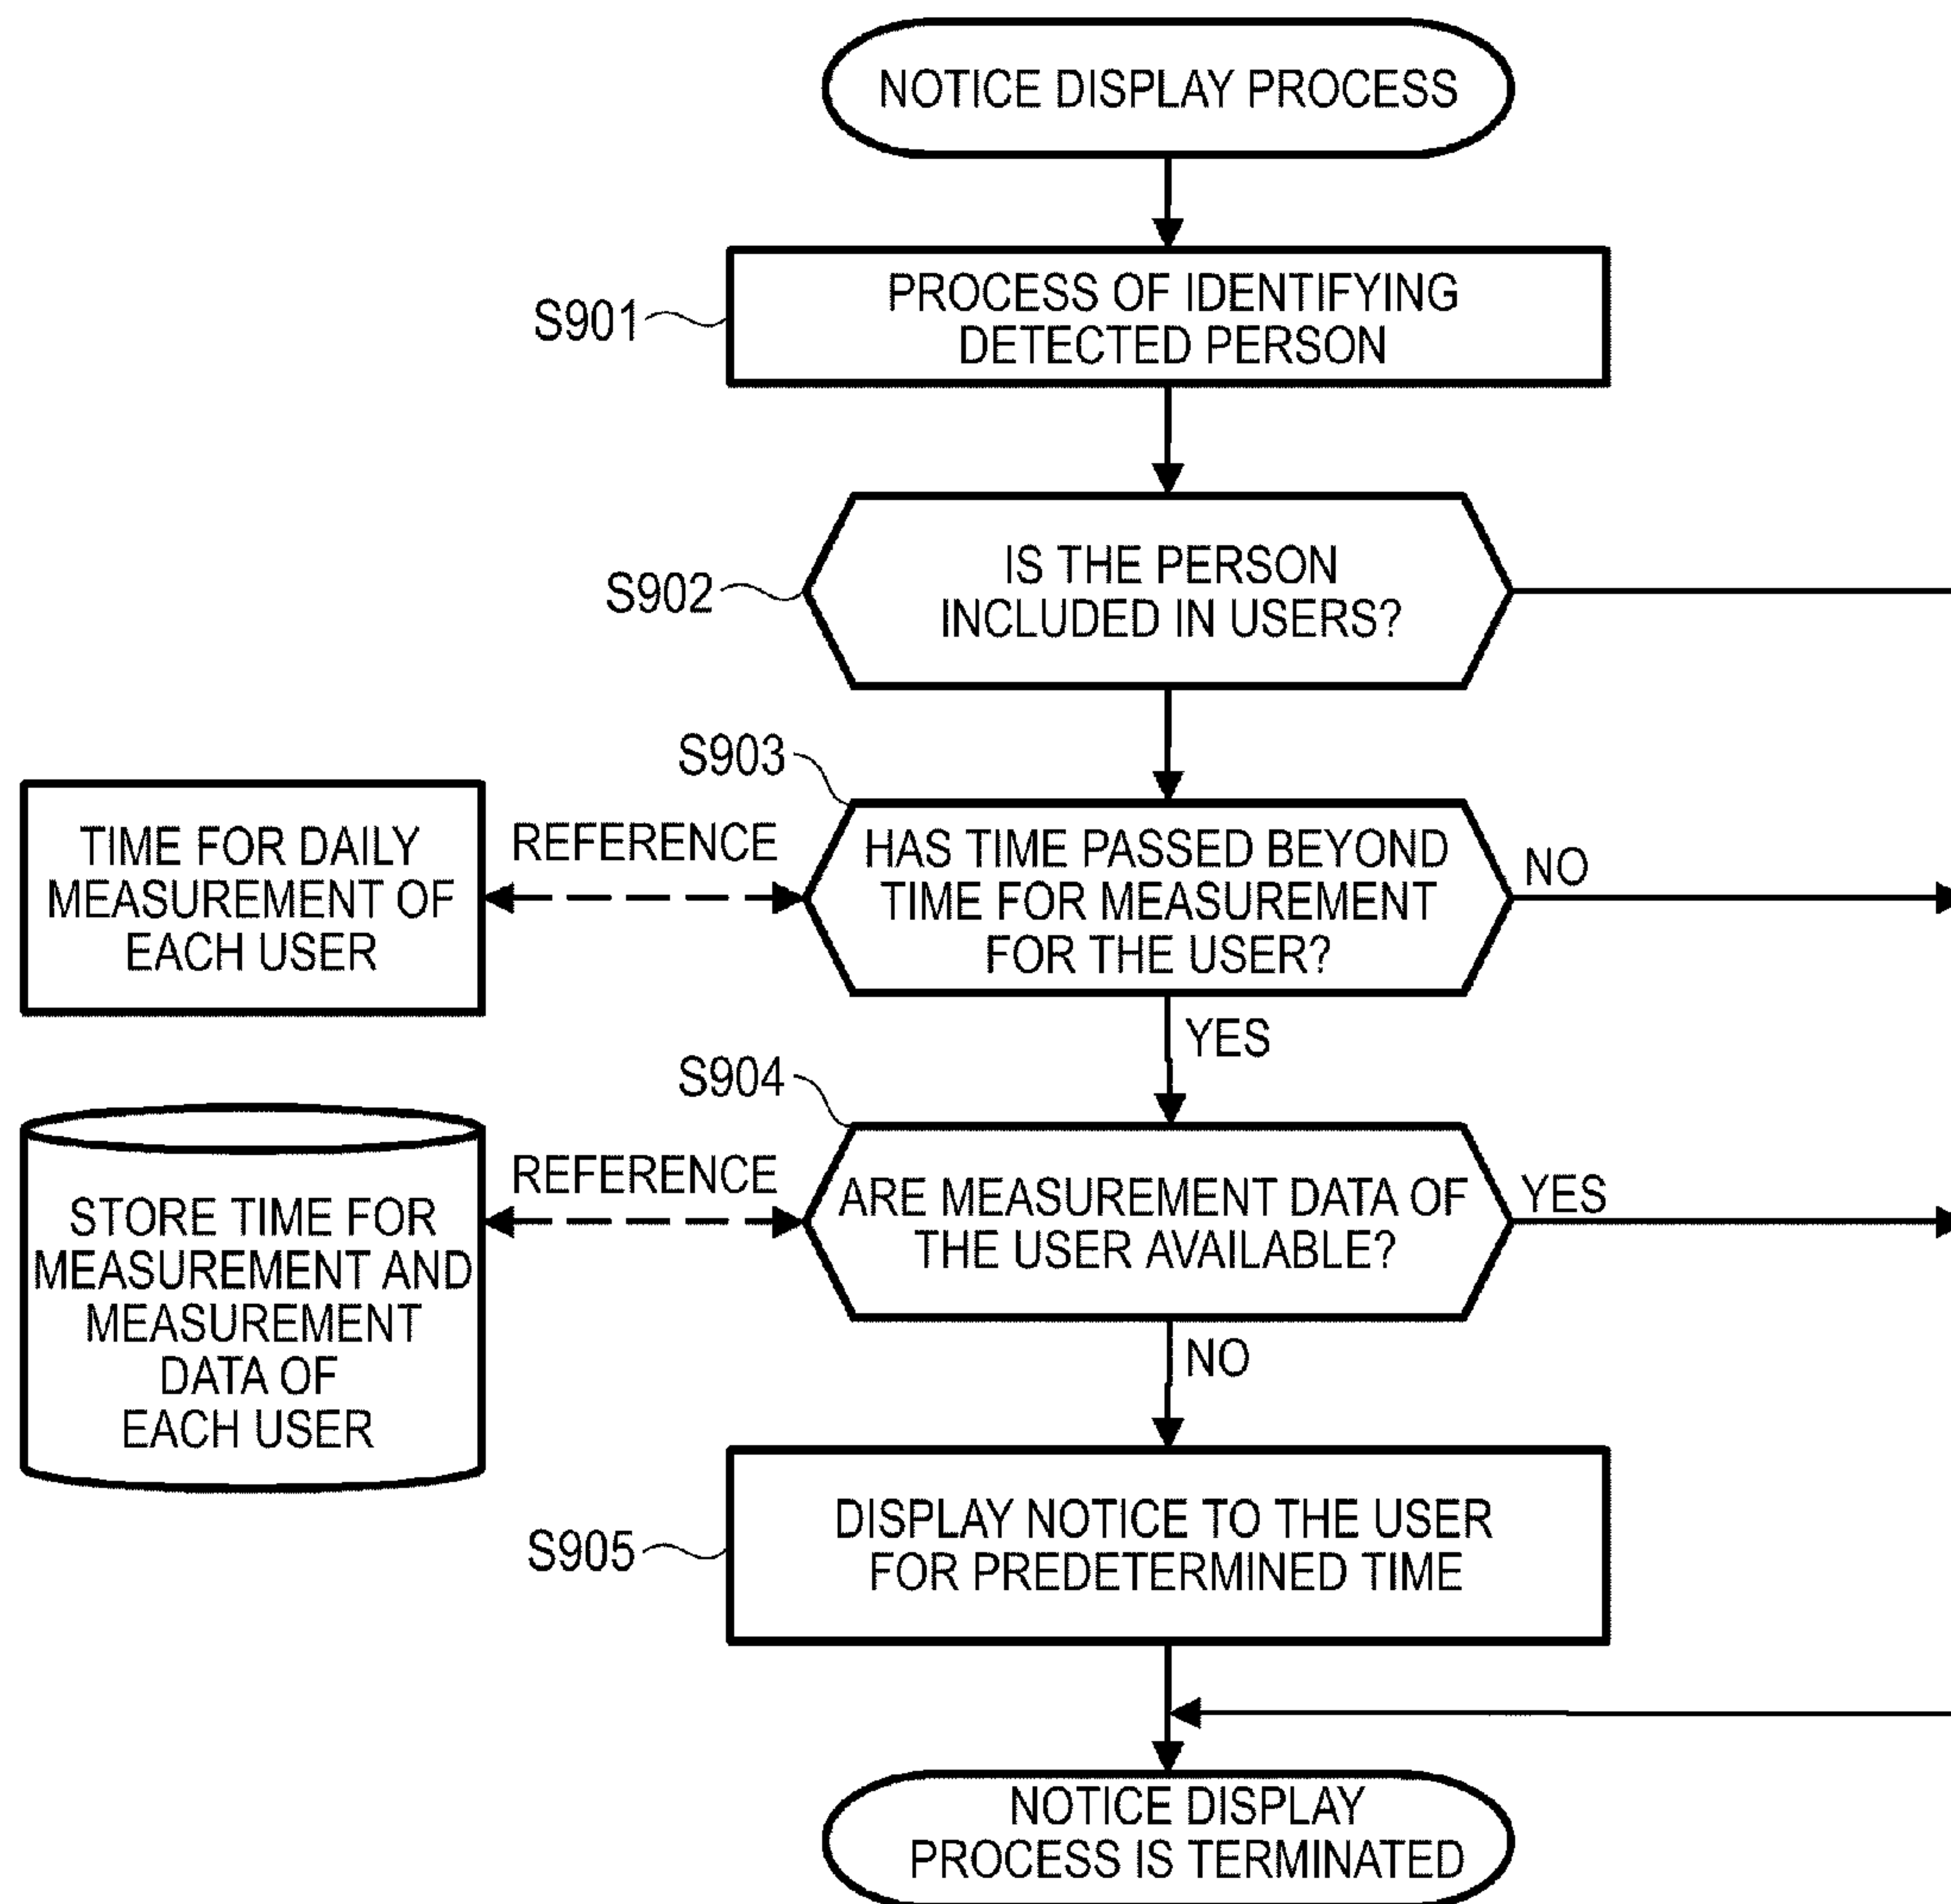 NOTICE DISPLAY PROCESS
S901
PROCESS OF IDENTIFYING
DETECTED PERSON
S902
IS THE PERSON
INCLUDED IN USERS?
S903
TIME FOR DAILY
MEASUREMENT OF
EACH USER
REFERENCE
HAS TIME PASSED BEYOND
TIME FOR MEASUREMENT
FOR THE USER?
NO
YES
S904
STORE TIME FOR
MEASUREMENT AND
MEASUREMENT
DATA OF
EACH USER
REFERENCE
ARE MEASUREMENT DATA OF
THE USER AVAILABLE?
YES
NO
S905
DISPLAY NOTICE TO THE USER
FOR PREDETERMINED TIME
NOTICE DISPLAY
PROCESS IS TERMINATED